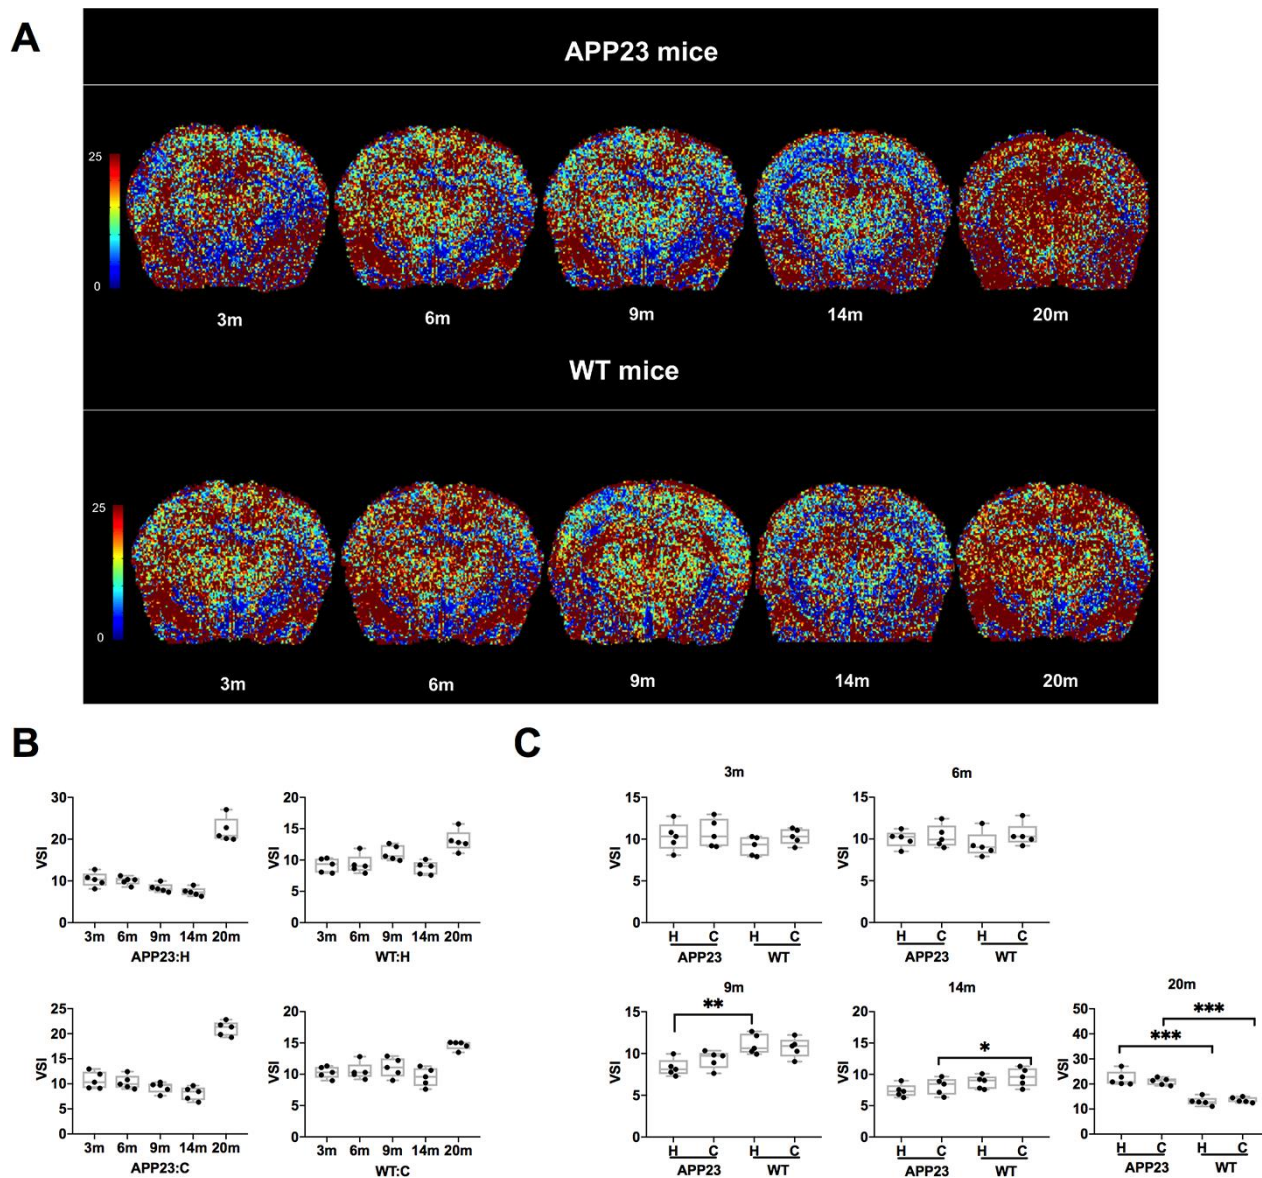 A
APP23 mice
25
0
3m 6m 9m 14m 20m
WT mice
25
0
3m 6m 9m 14m 20m
B
VSI
30
20
10
0
3m 6m 9m 14m 20m
APP23:H
VSI
20
15
10
5
0
3m 6m 9m 14m 20m
WT:H
VSI
25
20
15
10
5
0
3m 6m 9m 14m 20m
APP23:C
VSI
20
15
10
5
0
3m 6m 9m 14m 20m
WT:C
C
3m
VSI
15
10
5
0
H C H C
APP23 WT
6m
VSI
15
10
5
0
H C H C
APP23 WT
9m
**
VSI
15
10
5
0
H C H C
APP23 WT
14m
*
VSI
15
10
5
0
H C H C
APP23 WT
20m
***
***
VSI
50
40
30
20
10
0
H C H C
APP23 WT